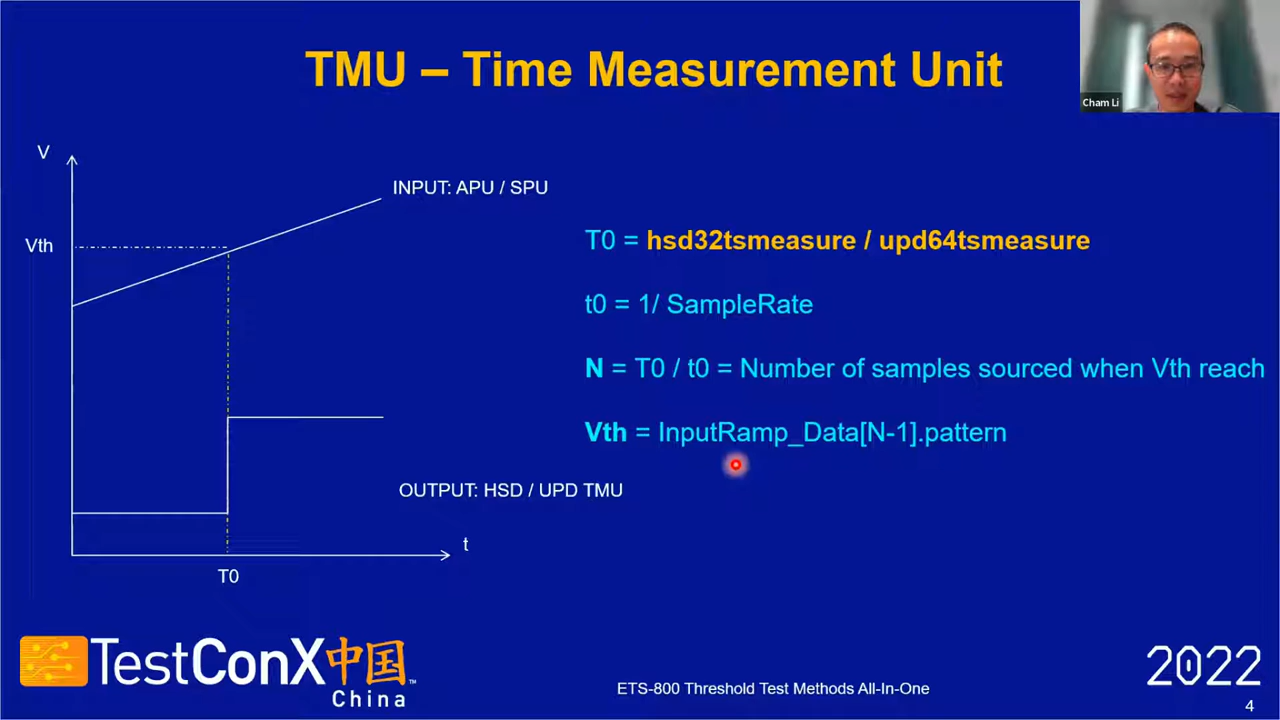 TMU – Time Measurement Unit
Cham Li
V
INPUT: APU / SPU
Vth
T0 = hsd32tsmeasure / upd64tsmeasure
t0 = 1/ SampleRate
N = T0 / t0 = Number of samples sourced when Vth reach
Vth = InputRamp_Data[N-1].pattern
OUTPUT: HSD / UPD TMU
t
T0
TestConX中国™
China
2022
ETS-800 Threshold Test Methods All-In-One
4